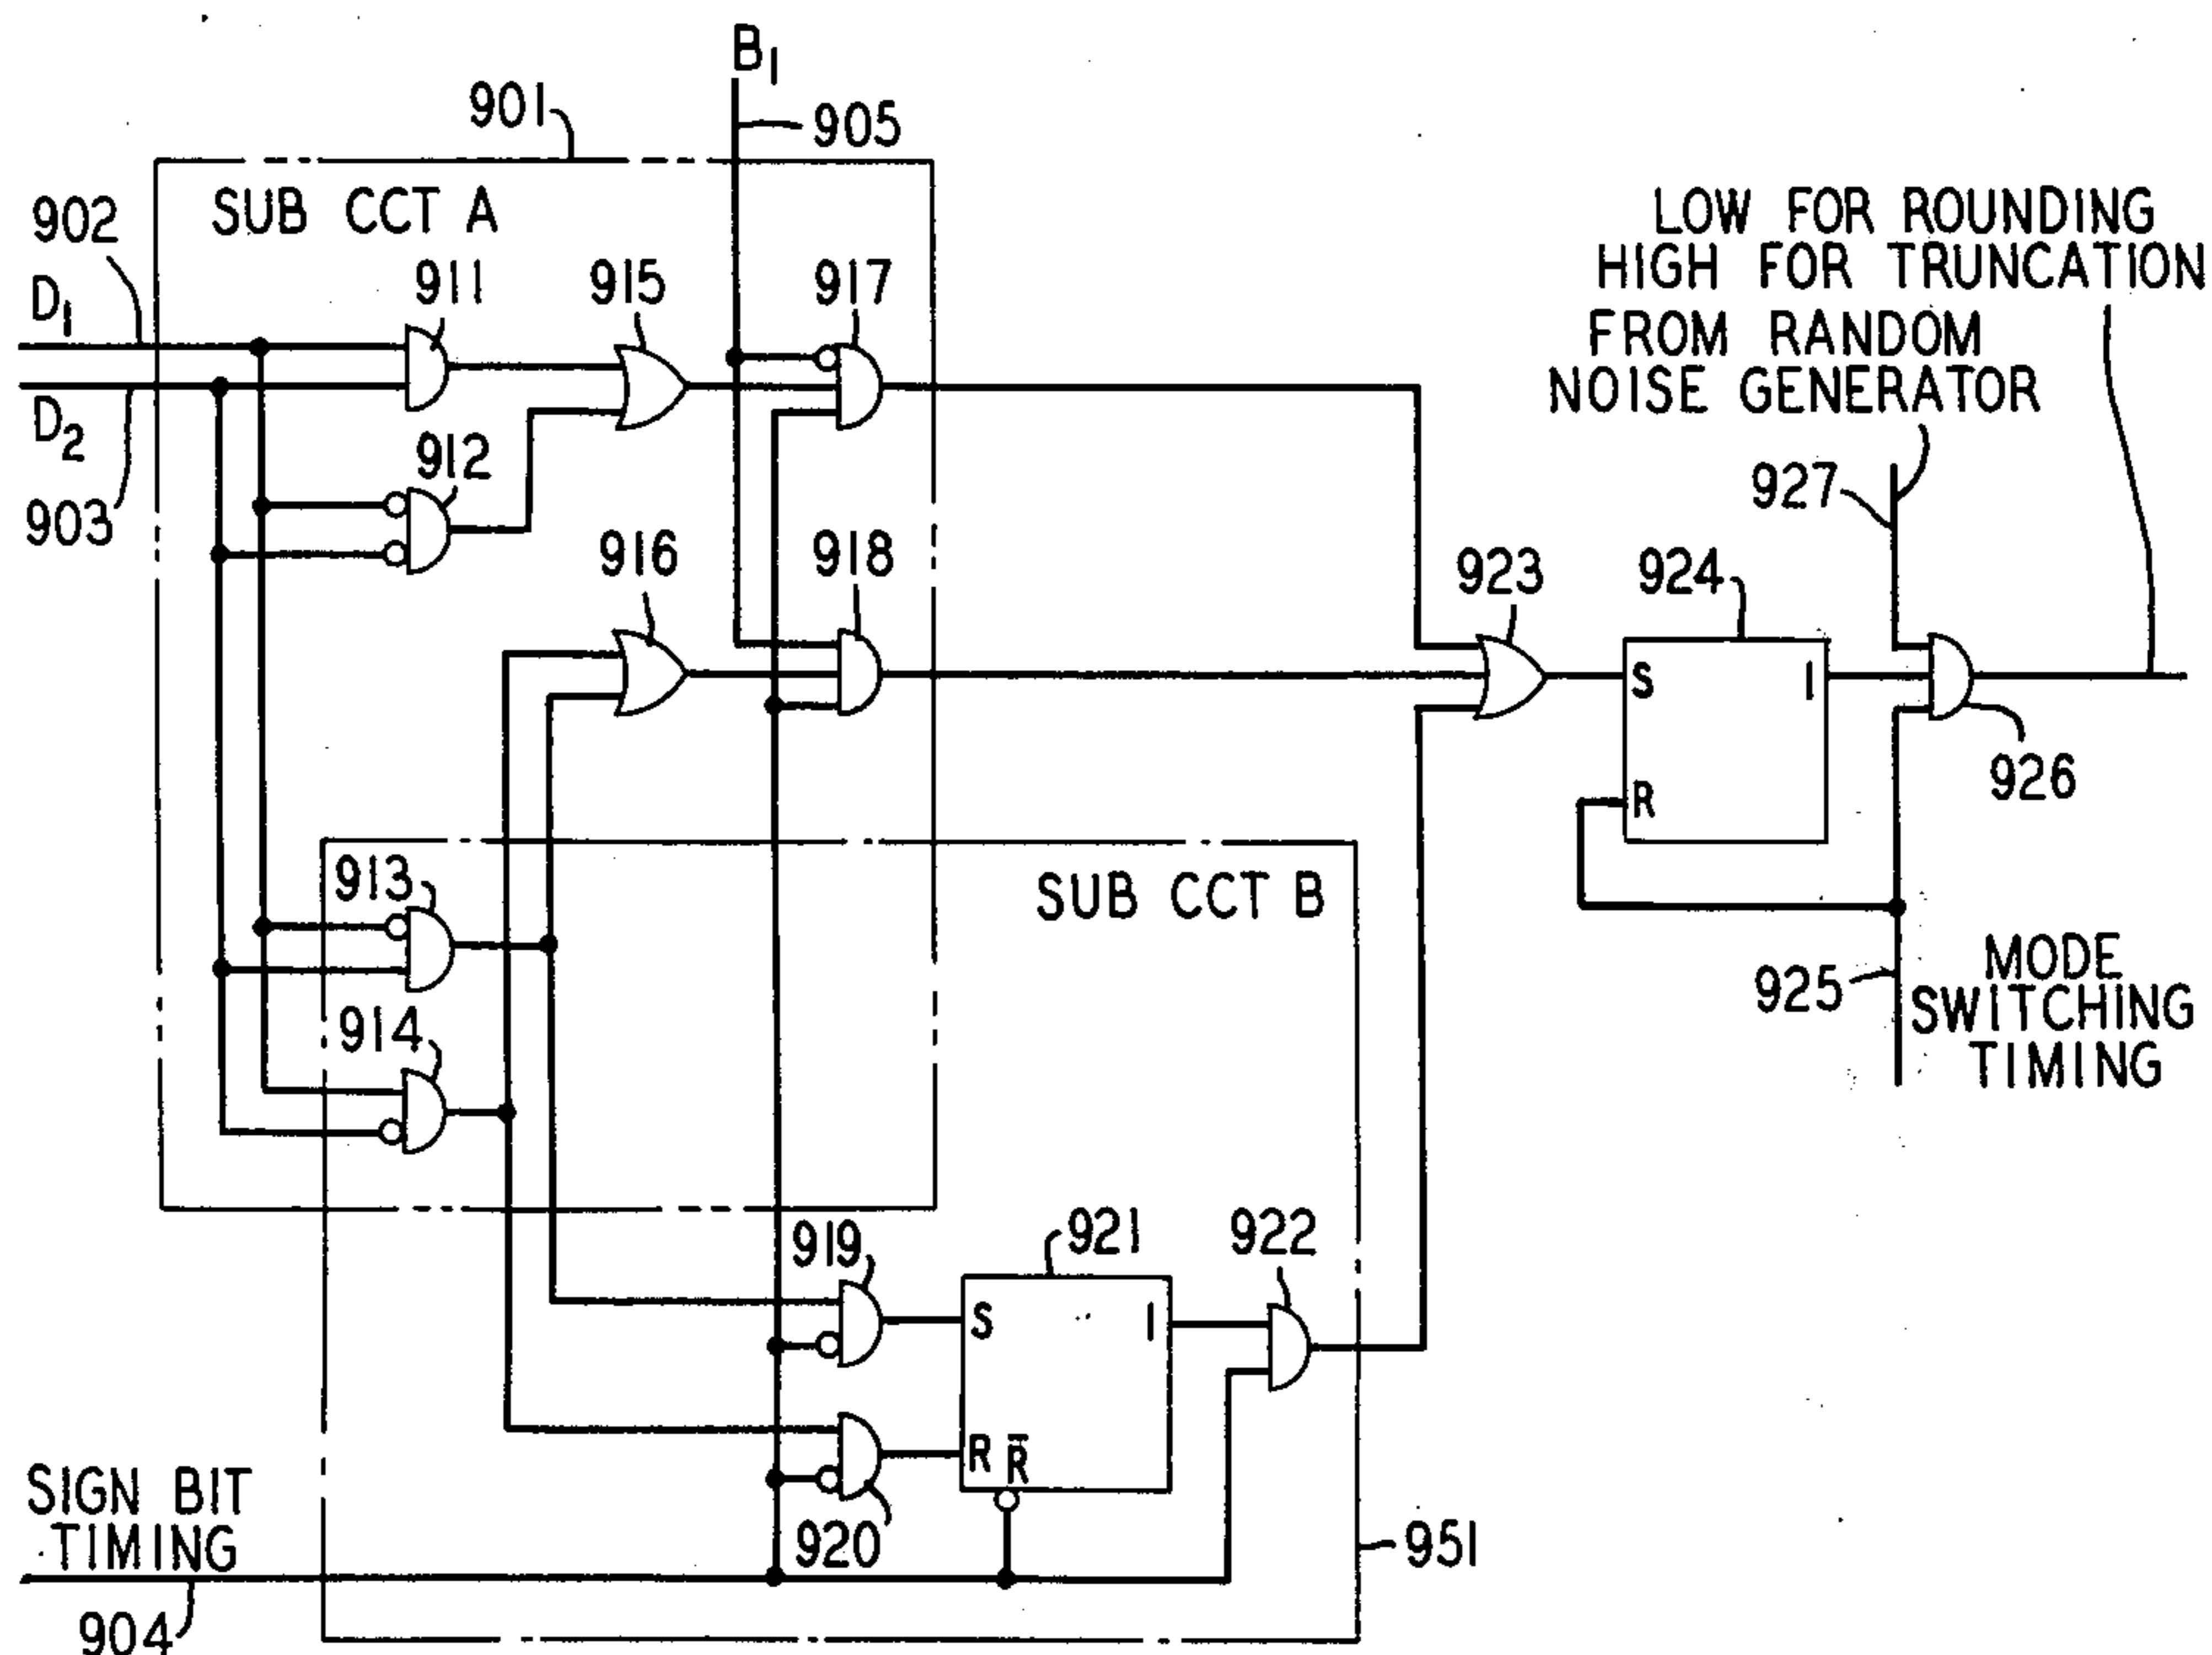 B1
901
905
SUB CCT A
902
D1
911
915
917
LOW FOR ROUNDING
HIGH FOR TRUNCATION
FROM RANDOM
NOISE GENERATOR
D2
903
912
927
916
918
923
924
S
1
R
926
913
SUB CCT B
914
925
MODE
SWITCHING
TIMING
919
921
922
S
1
R
R̅
920
951
SIGN BIT
TIMING
904